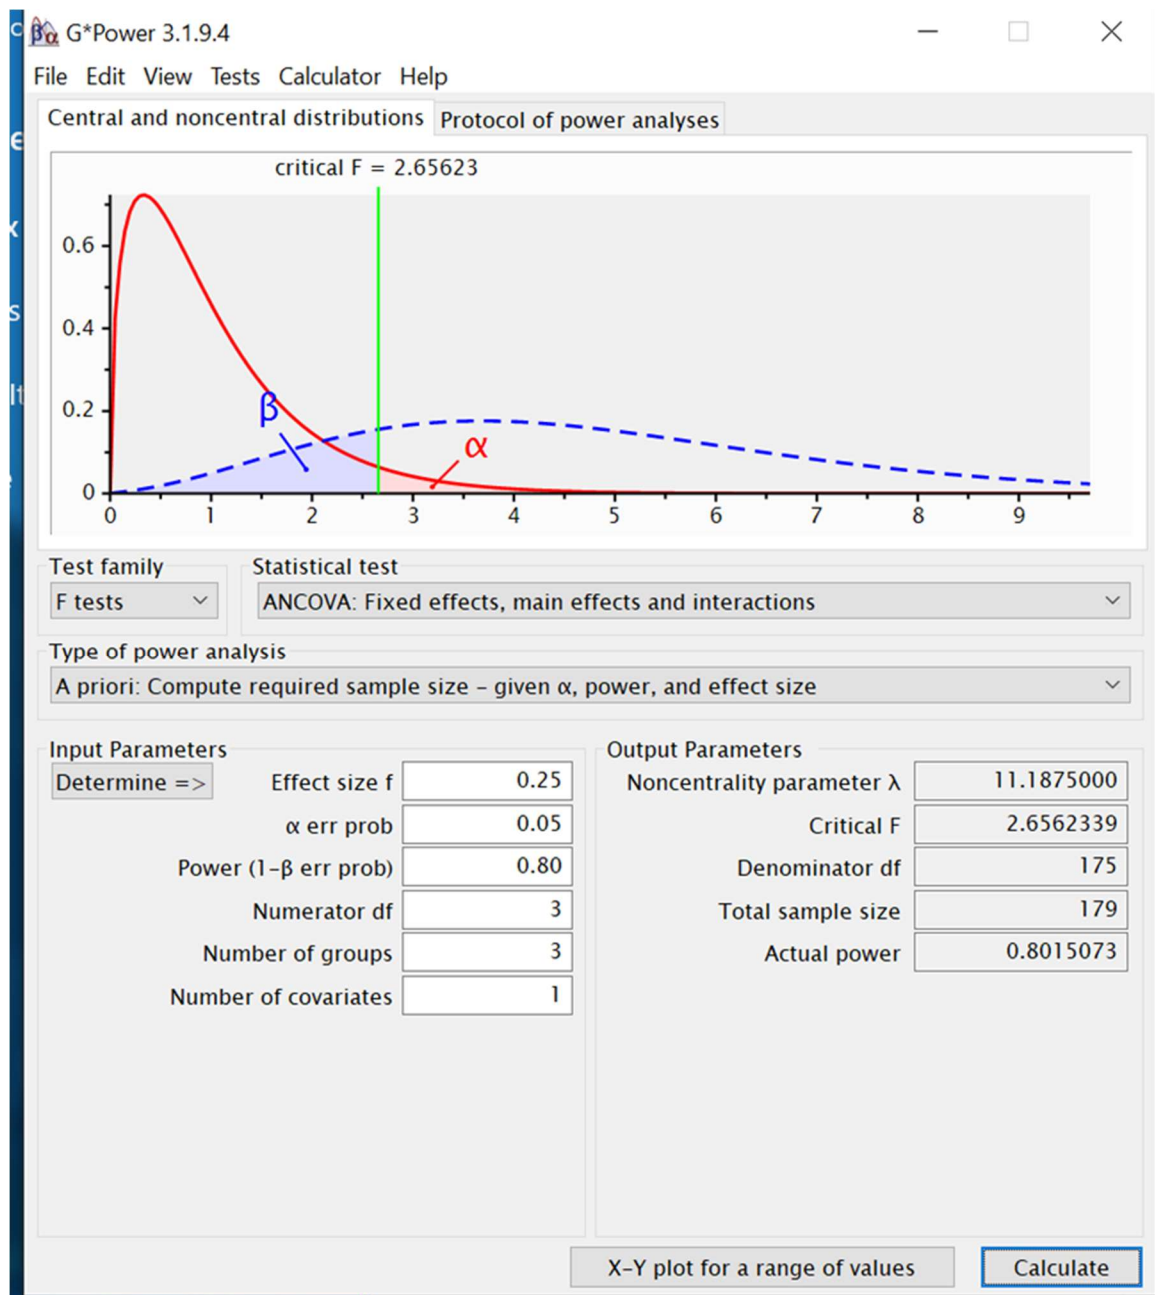 G*Power 3.1.9.4
File Edit View Tests Calculator Help
Central and noncentral distributions Protocol of power analyses
critical F = 2.65623
0.6
0.4
0.2
0
β
α
0 1 2 3 4 5 6 7 8 9
Test family Statistical test
F tests ANCOVA: Fixed effects, main effects and interactions
Type of power analysis
A priori: Compute required sample size – given α, power, and effect size
Input Parameters Output Parameters
Determine => Effect size f 0.25 Noncentrality parameter λ 11.1875000
α err prob 0.05 Critical F 2.6562339
Power (1-β err prob) 0.80 Denominator df 175
Numerator df 3 Total sample size 179
Number of groups 3 Actual power 0.8015073
Number of covariates 1
X-Y plot for a range of values Calculate